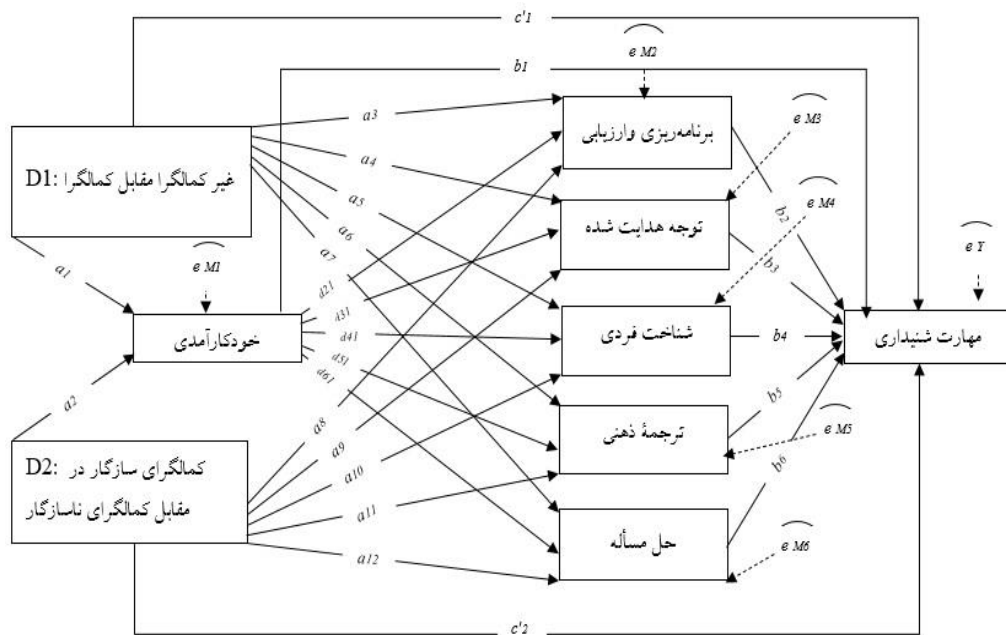 c'1
b1
e M2
a3
برنامه‌ریزی وارزیابی
e M3
D1: غیر کمالگرا مقابل کمالگرا
a4
b2
e M4
a5
توجه هدایت شده
a6
a7
b3
e Y
a1
e M1
d21
d31
شناخت فردی
b4
مهارت شنیداری
خودکارآمدی
d41
d51
d61
a2
a8
ترجمۀ ذهنی
b5
e M5
a9
D2: کمالگرای سازگار در
مقابل کمالگرای ناسازگار
a10
b6
a11
حل مسأله
e M6
a12
c'2